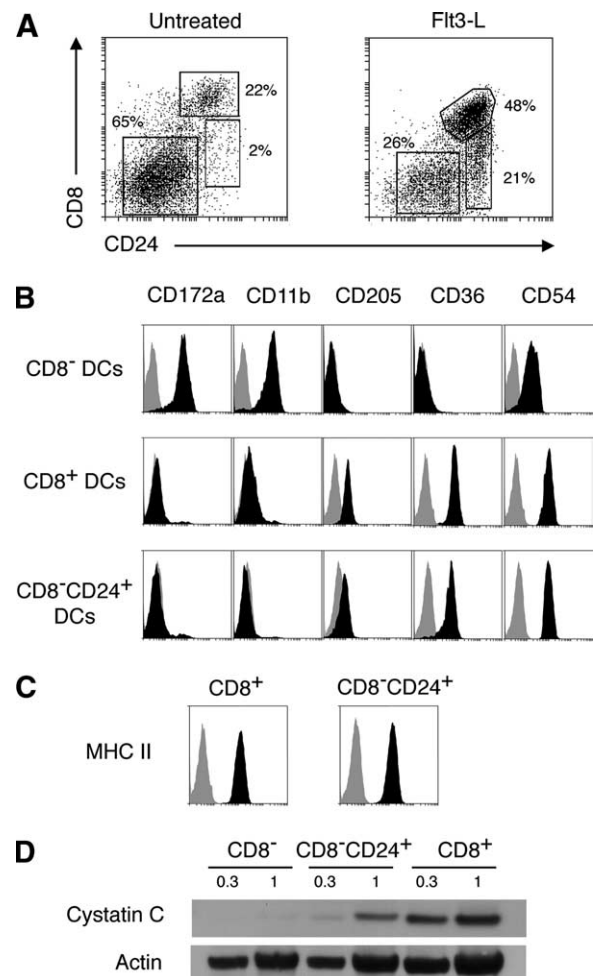 A
Untreated
Flt3-L
22%
65%
2%
48%
26%
21%
CD8
CD24
B
CD172a CD11b CD205 CD36 CD54
CD8- DCs
CD8+ DCs
CD8-CD24+
DCs
C
CD8+ CD8-CD24+
MHC II
D
CD8- CD8-CD24+ CD8+
0.3 1 0.3 1 0.3 1
Cystatin C
Actin